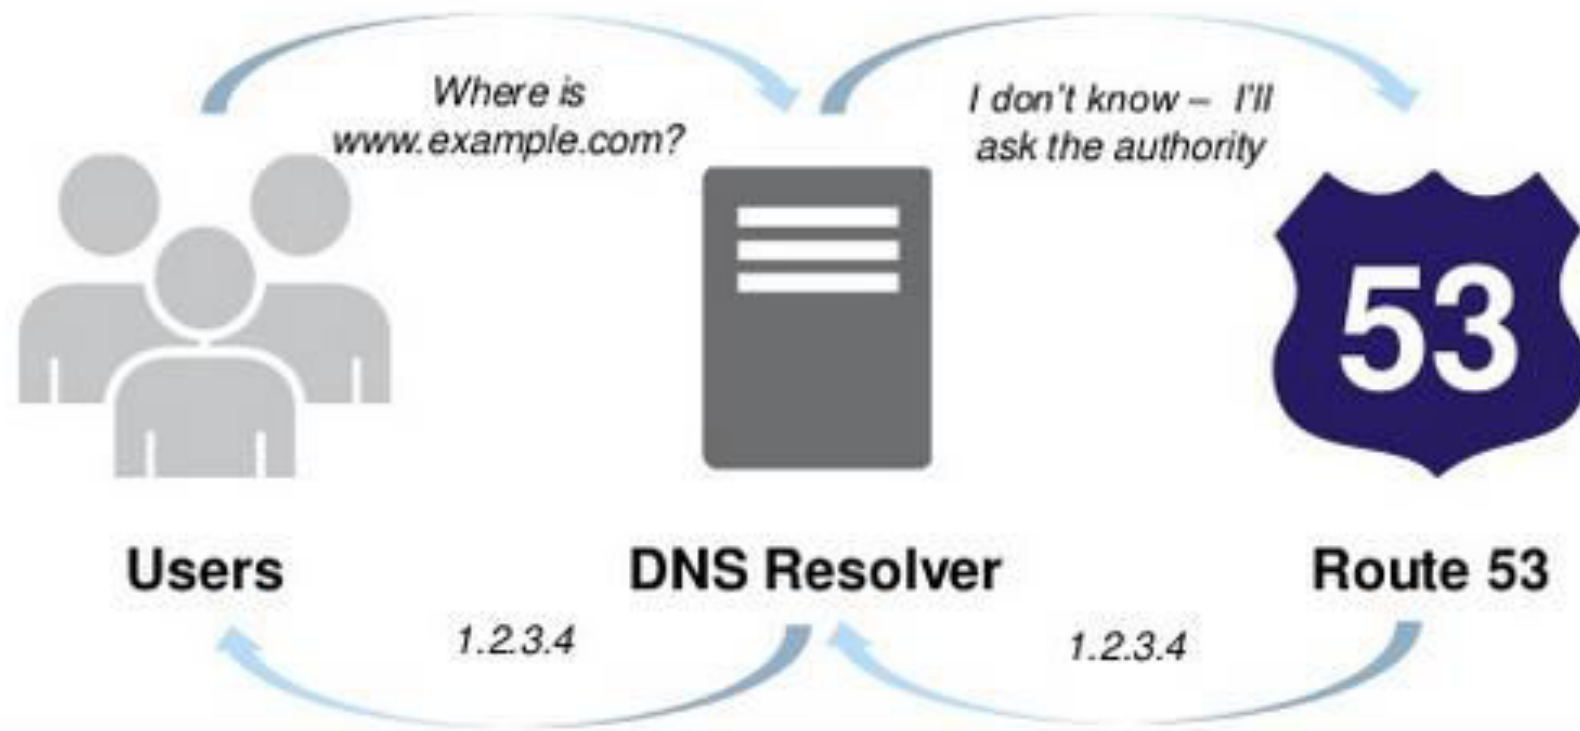 Where is
www.example.com?
I don't know – I'll
ask the authority
53
Users
DNS Resolver
Route 53
1.2.3.4
1.2.3.4